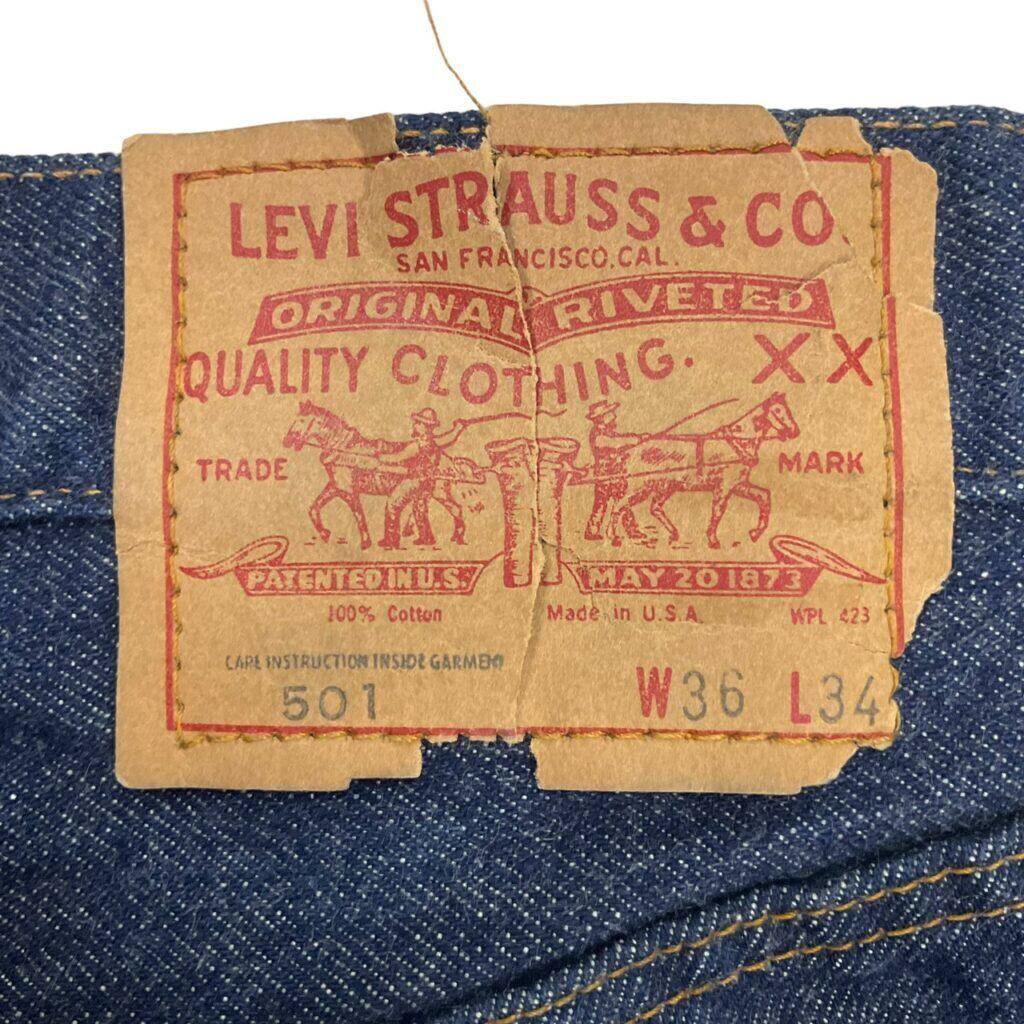 LEVI STRAUSS & CO.
SAN FRANCISCO, CAL.
ORIGINAL RIVETED
QUALITY CLOTHING. XX
TRADE MARK
PATENTED IN U.S. MAY 20 1873
100% Cotton Made in U.S.A. WPL 423
CARE INSTRUCTION INSIDE GARMENT
501 W36 L34